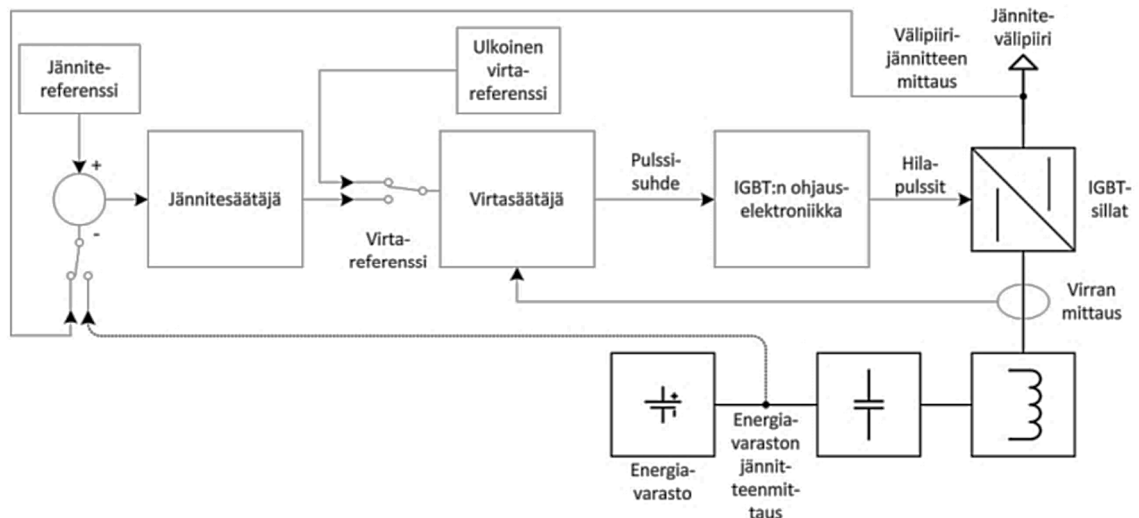 Jännite-
referenssi
Ulkoinen
virta-
referenssi
Välipiiri-
jännitteen
mittaus
Jännite-
välipiiri
+
-
Jännitesäätäjä
Virta-
referenssi
Virtasäätäjä
Pulssi-
suhde
IGBT:n ohjaus-
elektroniikka
Hila-
pulssit
IGBT-
sillat
Virran
mittaus
Energia-
varasto
Energia-
varaston
jännit-
teenmit-
taus